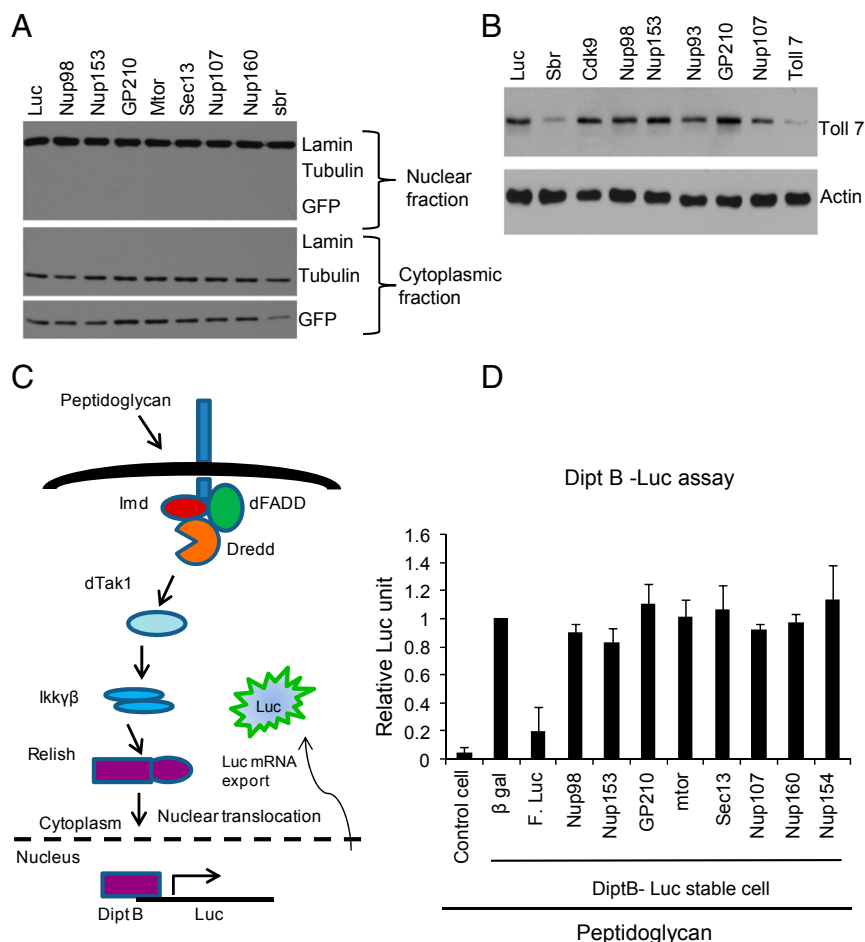 A
Luc
Nup98
Nup153
GP210
Mtor
Sec13
Nup107
Nup160
sbr
Lamin
Tubulin
GFP
Nuclear
fraction
Lamin
Tubulin
GFP
Cytoplasmic
fraction
B
Luc
Sbr
Cdk9
Nup98
Nup153
Nup93
GP210
Nup107
Toll 7
Toll 7
Actin
C
Peptidoglycan
Imd
dFADD
Dredd
dTak1
Ikkγβ
Luc
Relish
Luc mRNA
export
Cytoplasm
Nuclear translocation
Nucleus
Dipt B
Luc
D
Dipt B -Luc assay
Relative Luc unit
1.6
1.4
1.2
1
0.8
0.6
0.4
0.2
0
Control cell
β gal
F. Luc
Nup98
Nup153
GP210
mtor
Sec13
Nup107
Nup160
Nup154
DiptB- Luc stable cell
Peptidoglycan